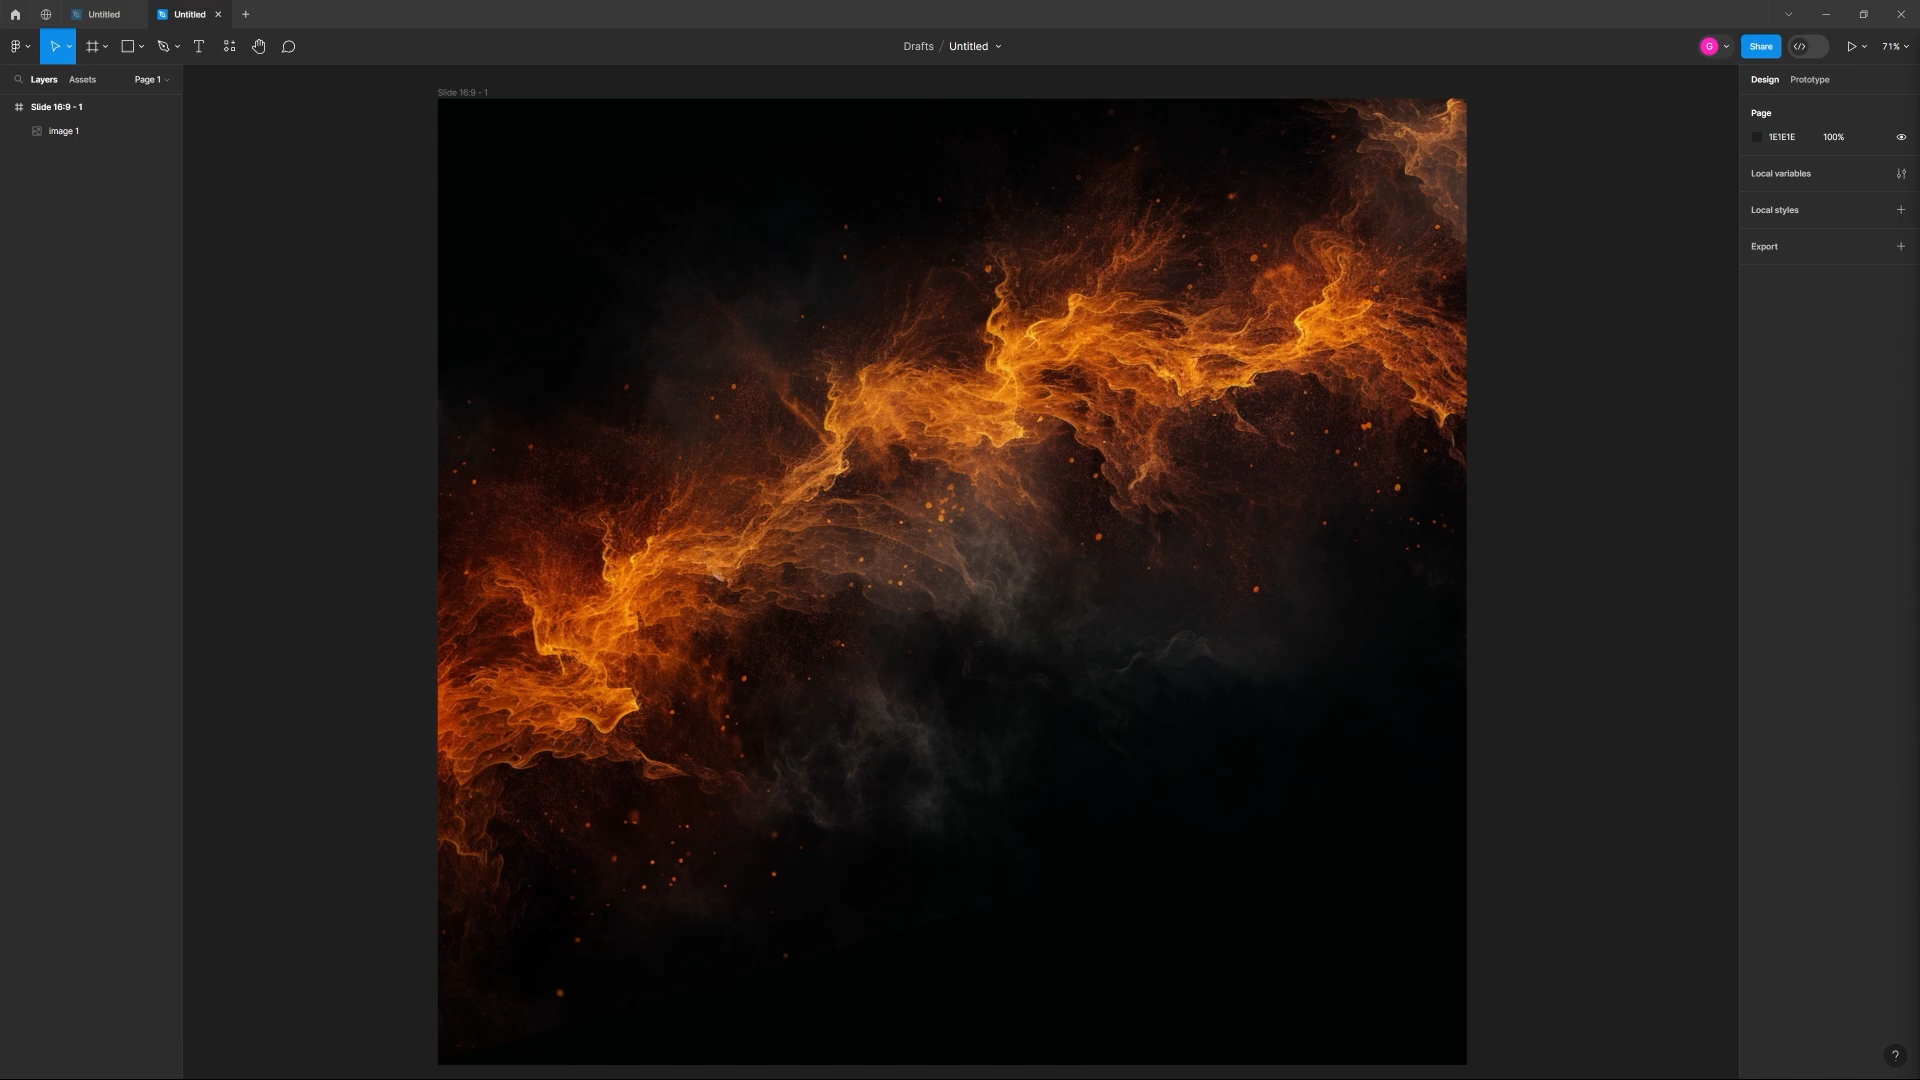 Untitled
Untitled
Drafts / Untitled
G
Share
71%
Layers
Assets
Page 1
Slide 16:9 - 1
Design
Prototype
Slide 16:9 - 1
image 1
Page
1E1E1E
100%
Local variables
Local styles
Export
?